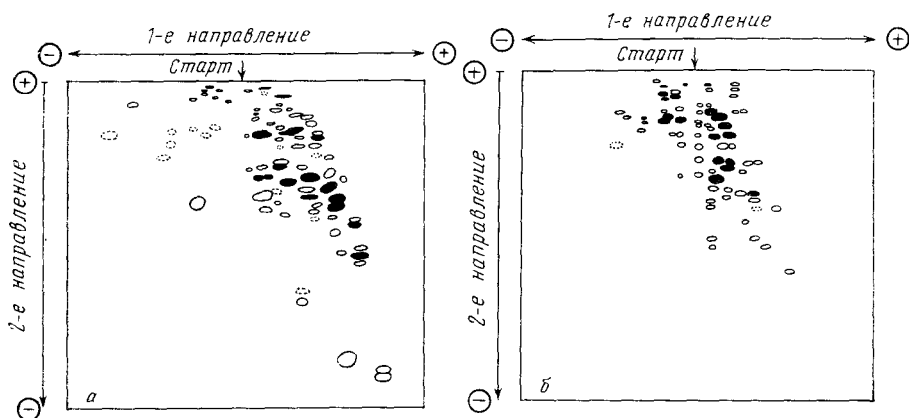 1-е направление
Старт
2-е направление
а
1-е направление
Старт
2-е направление
б